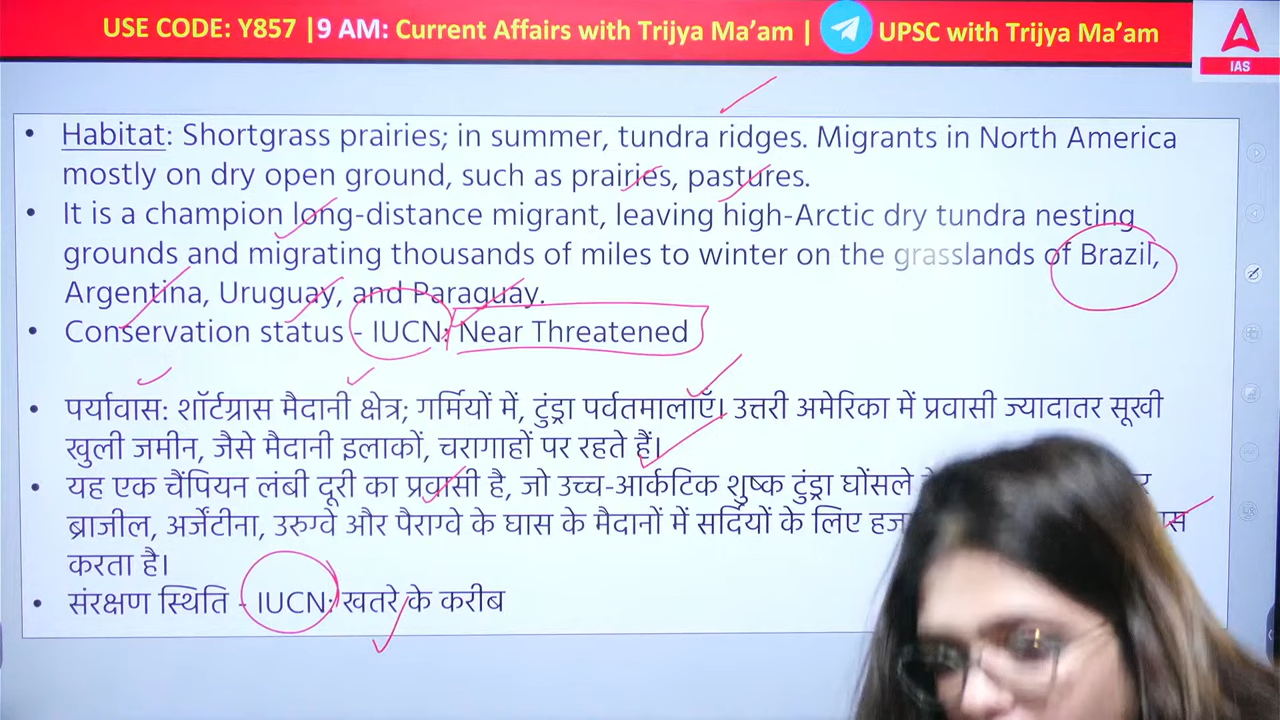 USE CODE: Y857 |9 AM: Current Affairs with Trijya Ma’am | UPSC with Trijya Ma’am
IAS
• Habitat: Shortgrass prairies; in summer, tundra ridges. Migrants in North America
mostly on dry open ground, such as prairies, pastures.
• It is a champion long-distance migrant, leaving high-Arctic dry tundra nesting
grounds and migrating thousands of miles to winter on the grasslands of Brazil,
Argentina, Uruguay, and Paraguay.
• Conservation status - IUCN: Near Threatened
• पर्यावास: शॉर्टग्रास मैदानी क्षेत्र; गर्मियों में, टुंड्रा पर्वतमालाएँ। उत्तरी अमेरिका में प्रवासी ज्यादातर सूखी
खुली जमीन, जैसे मैदानी इलाकों, चरागाहों पर रहते हैं।
• यह एक चैंपियन लंबी दूरी का प्रवासी है, जो उच्च-आर्कटिक शुष्क टुंड्रा घोंसले
ब्राजील, अर्जेंटीना, उरुग्वे और पैराग्वे के घास के मैदानों में सर्दियों के लिए
करता है।
• संरक्षण स्थिति - IUCN: खतरे के करीब